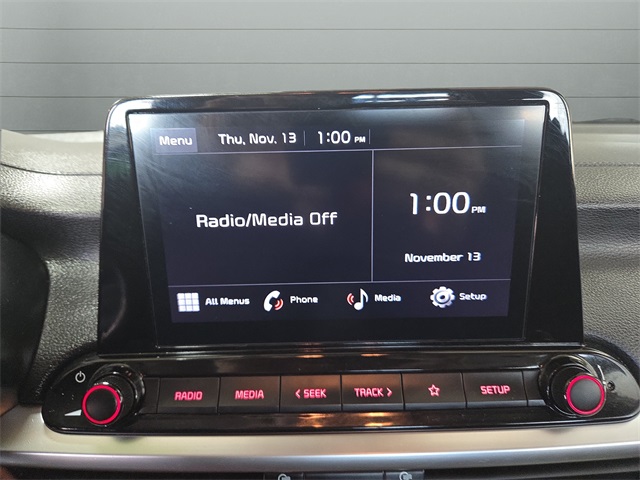 Menu Thu, Nov. 13 1:00 PM
Radio/Media Off
1:00 PM
November 13
All Menus Phone Media Setup
RADIO MEDIA < SEEK TRACK > SETUP